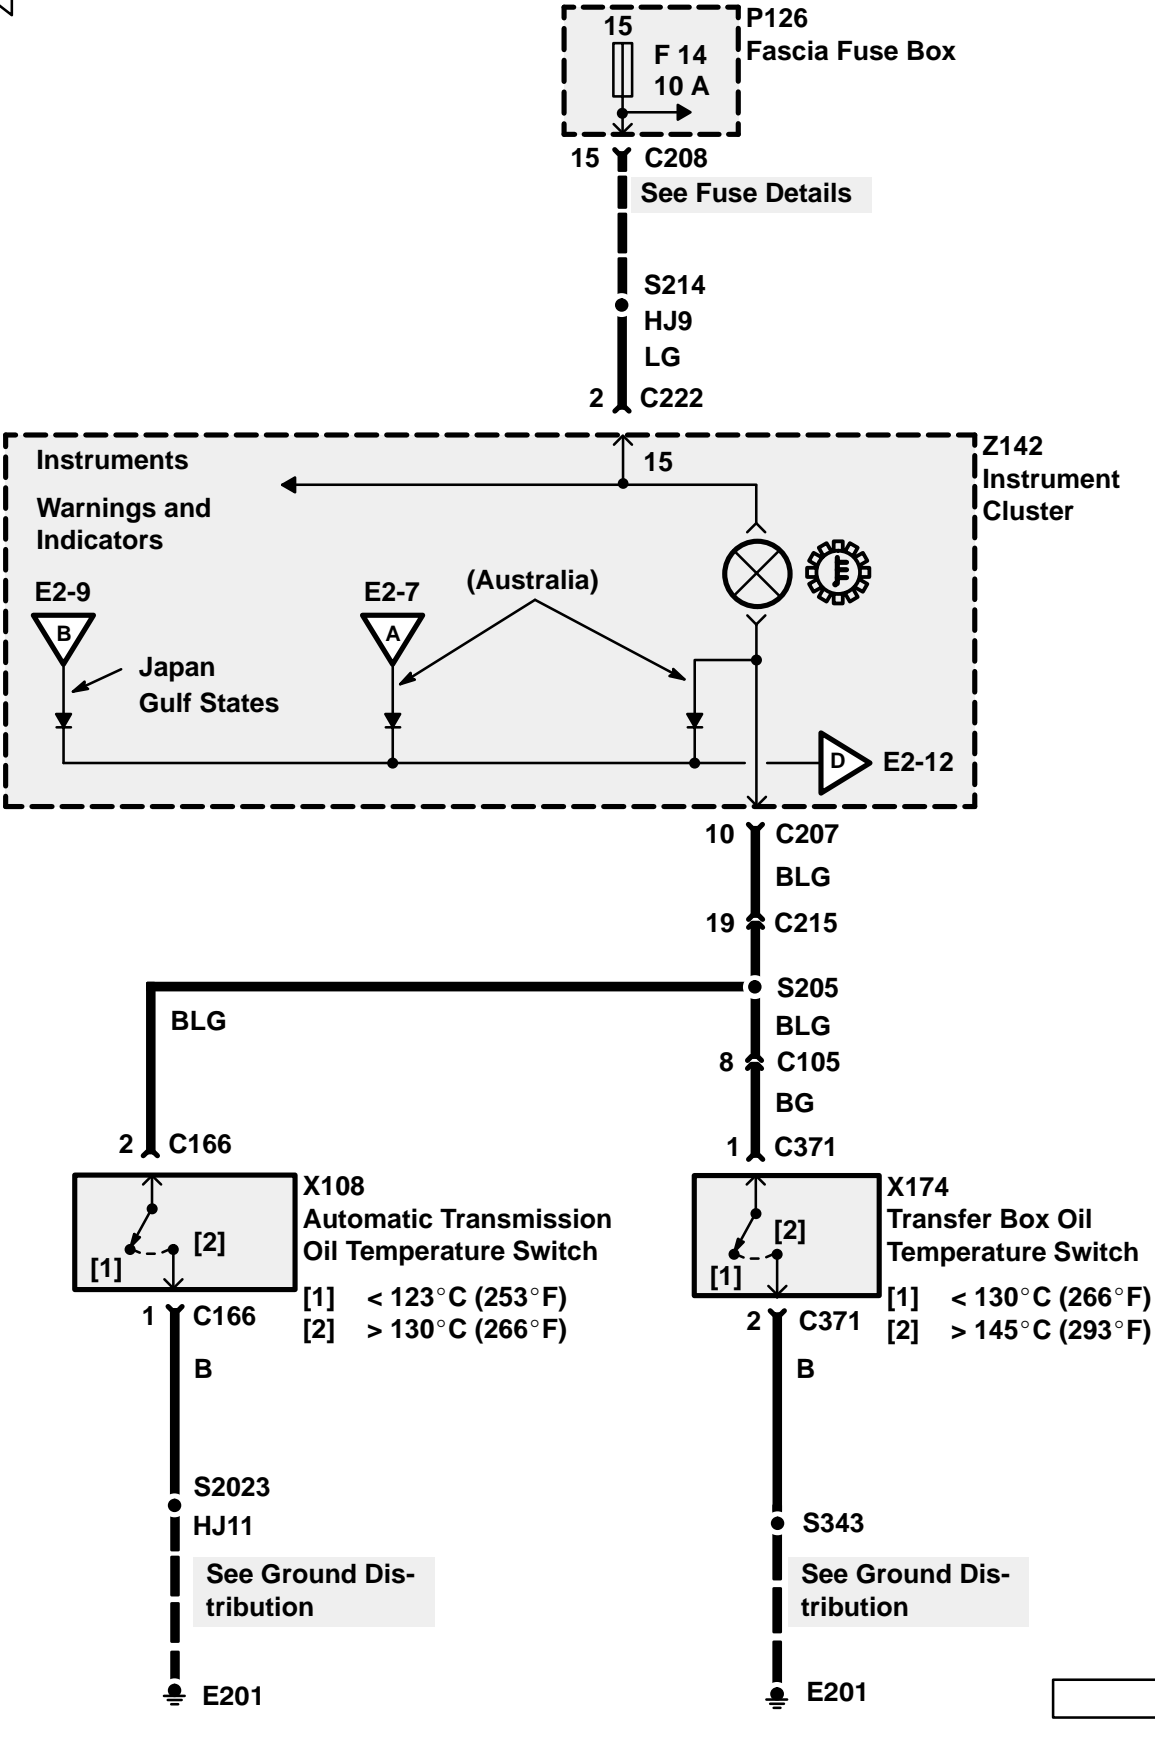 P126
15
Fascia Fuse Box
F 14
10 A
15 C208
See Fuse Details
S214
HJ9
LG
2 C222
Z142
Instrument
Cluster
Instruments
15
Warnings and
Indicators
E2-9
E2-7
(Australia)
B
A
Japan
Gulf States
D
E2-12
10 C207
BLG
19 C215
S205
BLG
BLG
8 C105
BG
2 C166
1 C371
X108
Automatic Transmission
Oil Temperature Switch
[1] < 123°C (253°F)
[2] > 130°C (266°F)
[2]
[1]
X174
Transfer Box Oil
Temperature Switch
[1] < 130°C (266°F)
[2] > 145°C (293°F)
[2]
[1]
1 C166
2 C371
B
B
S2023
HJ11
S343
See Ground Dis-
tribution
See Ground Dis-
tribution
E201
E201